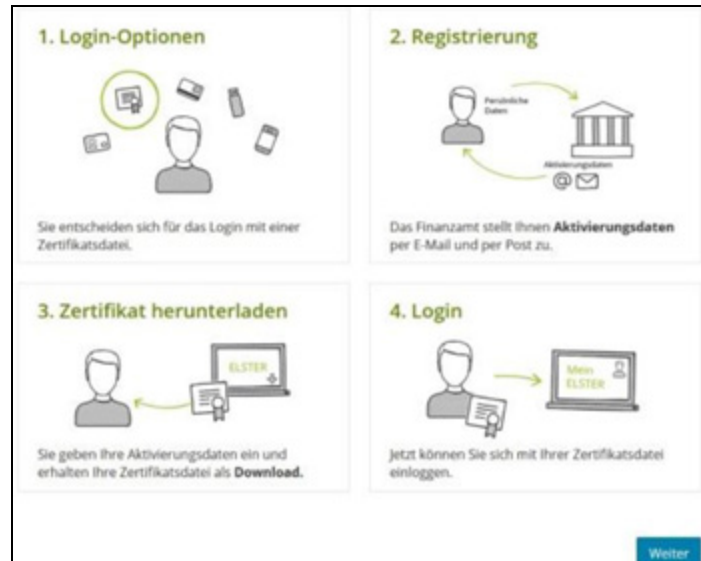 1. Login-Optionen
Sie entscheiden sich für das Login mit einer
Zertifikatsdatei.
2. Registrierung
Persönliche
Daten
Aktivierungsdaten
@
Das Finanzamt stellt Ihnen Aktivierungsdaten
per E-Mail und per Post zu.
3. Zertifikat herunterladen
ELSTER
Sie geben Ihre Aktivierungsdaten ein und
erhalten Ihre Zertifikatsdatei als Download.
4. Login
Mein
ELSTER
Jetzt können Sie sich mit Ihrer Zertifikatsdatei
einloggen.
Weiter